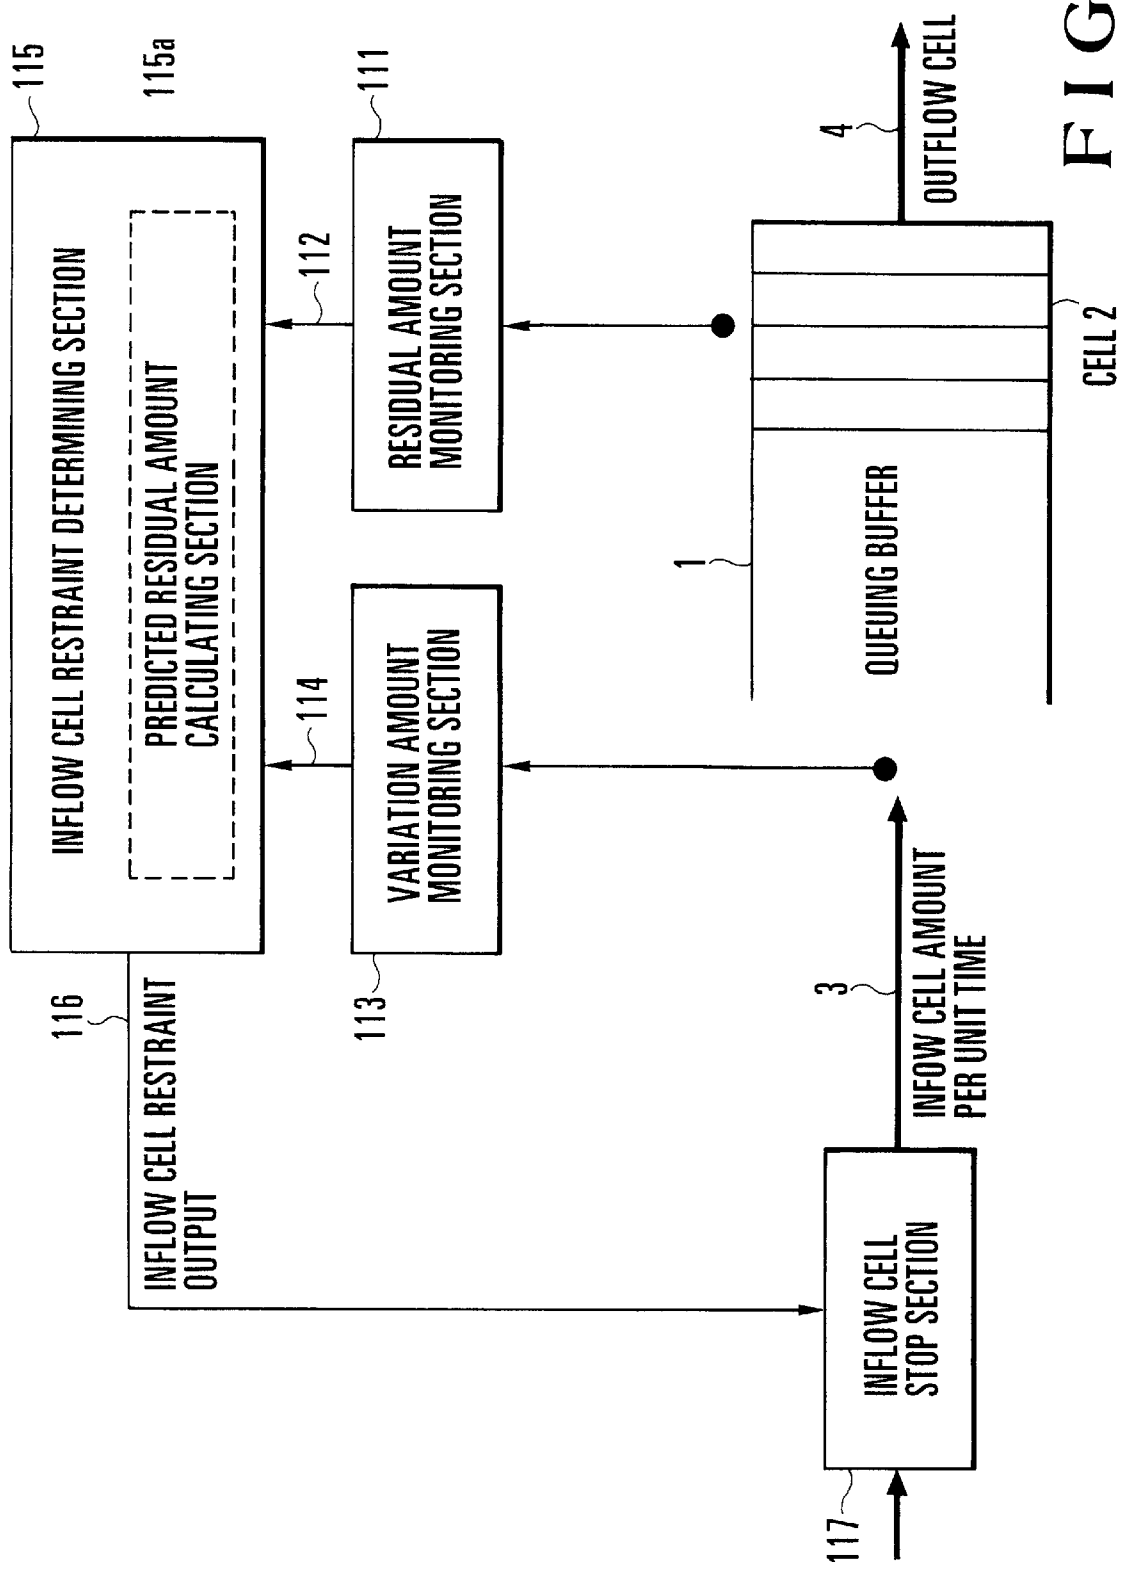 115
INFLOW CELL RESTRAINT DETERMINING SECTION
115a
PREDICTED RESIDUAL AMOUNT
CALCULATING SECTION
116
INFLOW CELL RESTRAINT
OUTPUT
114
112
113
VARIATION AMOUNT
MONITORING SECTION
111
RESIDUAL AMOUNT
MONITORING SECTION
117
INFLOW CELL
STOP SECTION
3
INFOW CELL AMOUNT
PER UNIT TIME
1
QUEUING BUFFER
4
OUTFLOW CELL
CELL 2
FIG